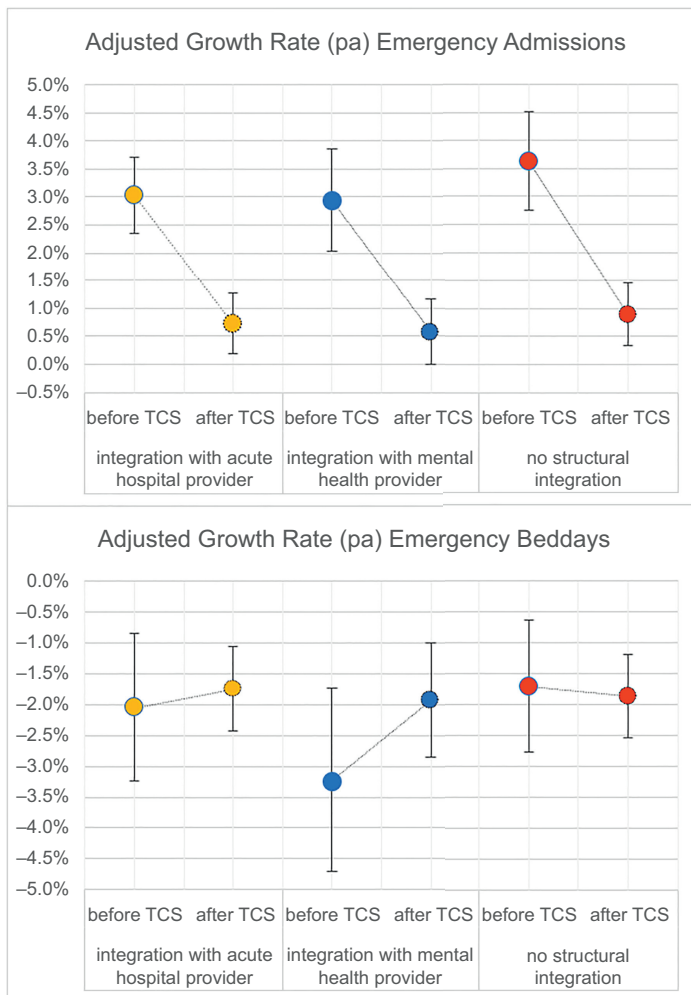 Adjusted Growth Rate (pa) Emergency Admissions
5.0%
4.5%
4.0%
3.5%
3.0%
2.5%
2.0%
1.5%
1.0%
0.5%
0.0%
–0.5%
before TCS after TCS before TCS after TCS before TCS after TCS
integration with acute integration with mental no structural
hospital provider health provider integration
Adjusted Growth Rate (pa) Emergency Beddays
0.0%
–0.5%
–1.0%
–1.5%
–2.0%
–2.5%
–3.0%
–3.5%
–4.0%
–4.5%
–5.0%
before TCS after TCS before TCS after TCS before TCS after TCS
integration with acute integration with mental no structural
hospital provider health provider integration